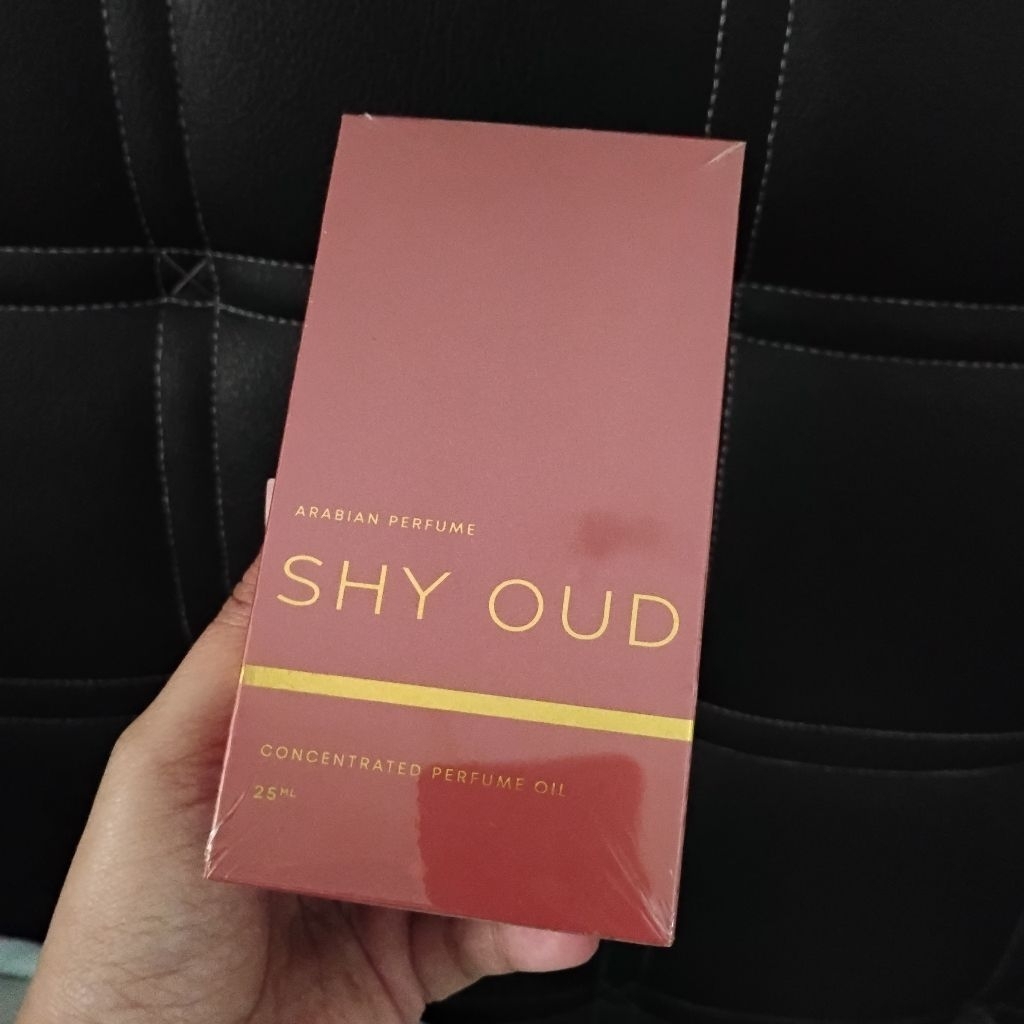 ARABIAN PERFUME
SHY OUD
CONCENTRATED PERFUME OIL
25ML